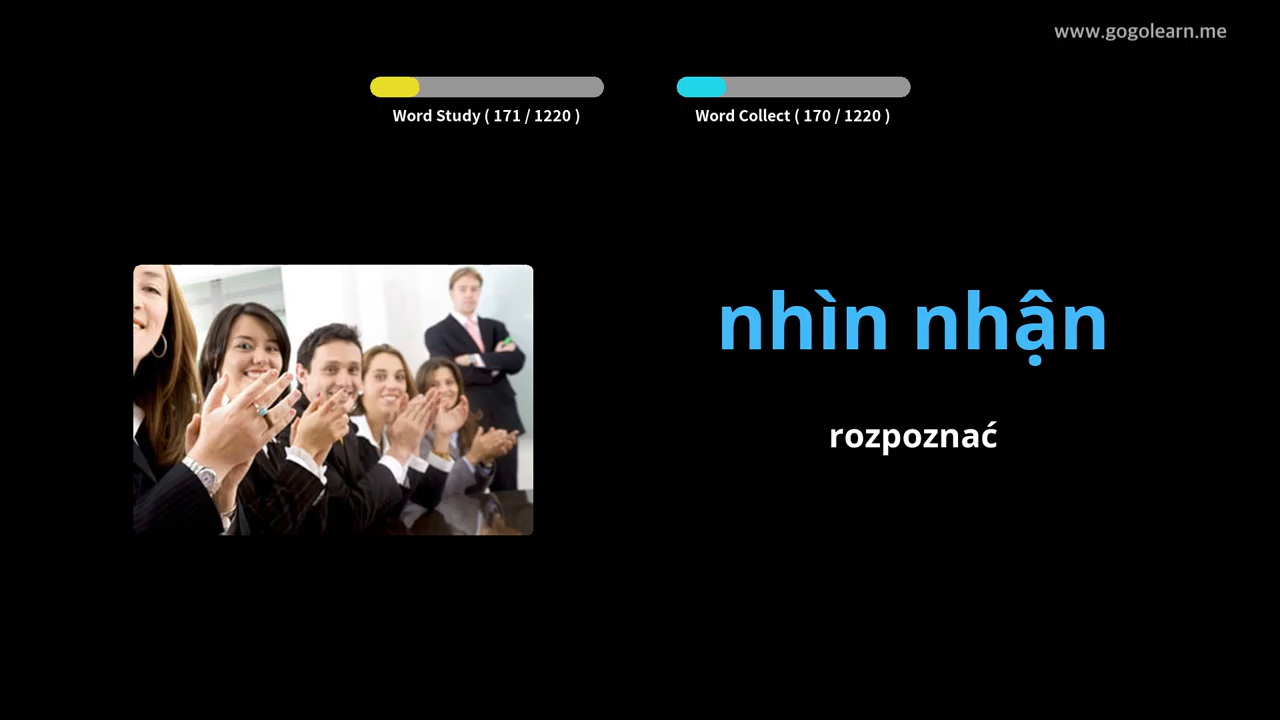 www.gogolearn.me
Word Study ( 171 / 1220 )
Word Collect ( 170 / 1220 )
nhìn nhận
rozpoznać